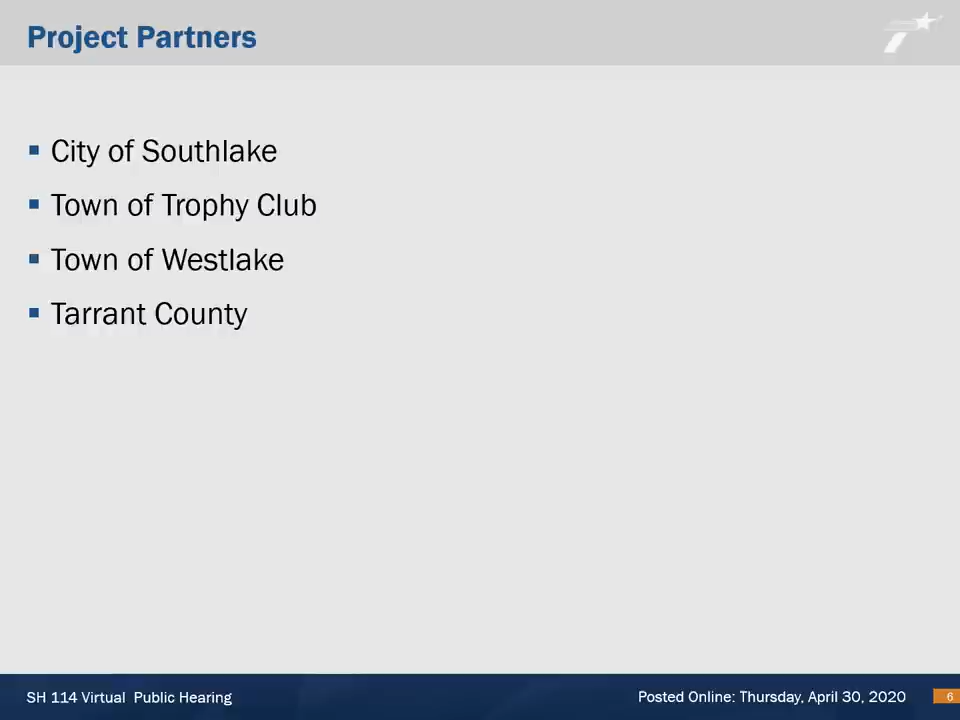 Project Partners
City of Southlake
Town of Trophy Club
Town of Westlake
Tarrant County
SH 114 Virtual Public Hearing
Posted Online: Thursday, April 30, 2020
6